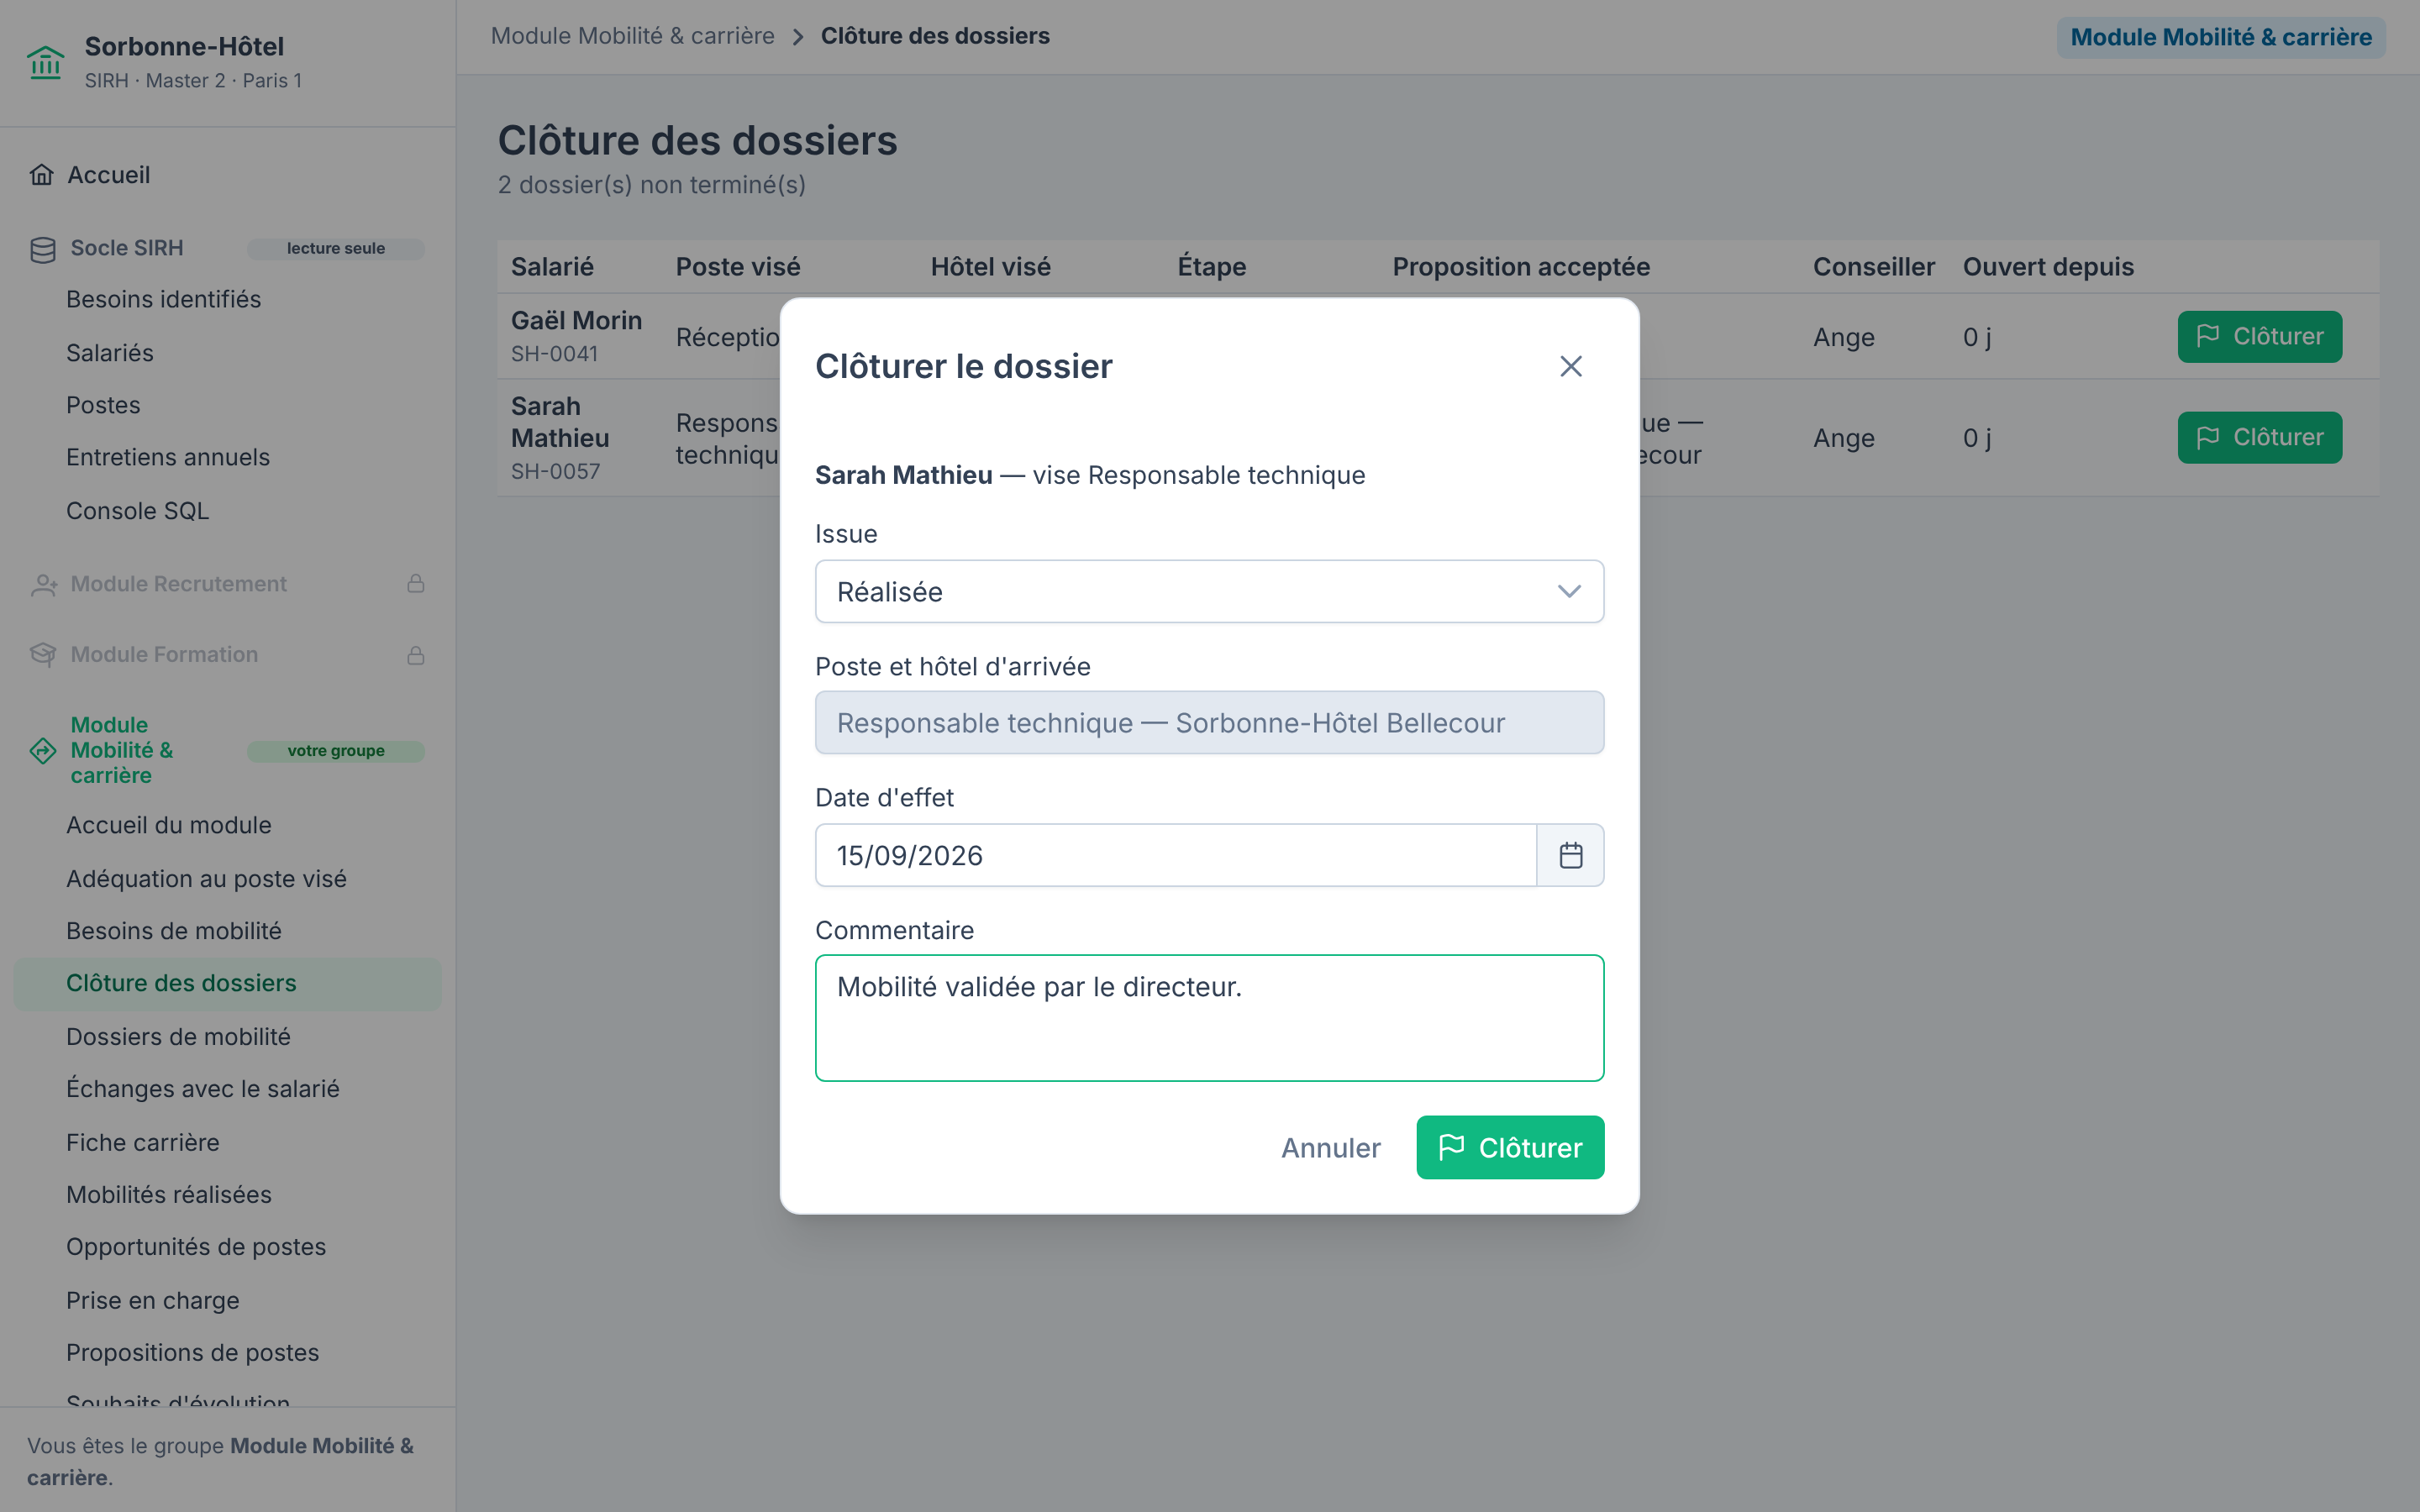 Sorbonne-Hôtel
SIRH · Master 2 · Paris 1
Accueil
Socle SIRH
lecture seule
Besoins identifiés
Salariés
Postes
Entretiens annuels
Console SQL
Module Recrutement
Module Formation
Module
Mobilité &
carrière
votre groupe
Accueil du module
Adéquation au poste visé
Besoins de mobilité
Clôture des dossiers
Dossiers de mobilité
Échanges avec le salarié
Fiche carrière
Mobilités réalisées
Opportunités de postes
Prise en charge
Propositions de postes
Souhaits d'évolution
Vous êtes le groupe Module Mobilité &
carrière.
Module Mobilité & carrière > Clôture des dossiers
Module Mobilité & carrière
Clôture des dossiers
2 dossier(s) non terminé(s)
Salarié Poste visé Hôtel visé Étape Proposition acceptée Conseiller Ouvert depuis
Gaël Morin
SH-0041
Ange 0 j Clôturer
Sarah
Mathieu
SH-0057
Ange 0 j Clôturer
Clôturer le dossier
Sarah Mathieu — vise Responsable technique
Issue
Réalisée
Poste et hôtel d'arrivée
Responsable technique — Sorbonne-Hôtel Bellecour
Date d'effet
15/09/2026
Commentaire
Mobilité validée par le directeur.
Annuler
Clôturer